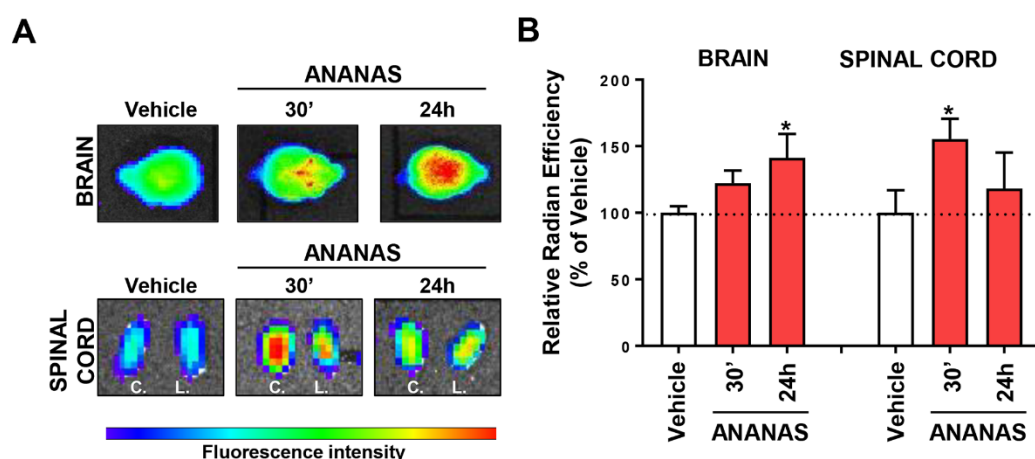 A
ANANAS
Vehicle 30' 24h
BRAIN
ANANAS
Vehicle 30' 24h
SPINAL
CORD
C. L. C. L. C. L.
Fluorescence intensity
B
BRAIN SPINAL CORD
Relative Radian Efficiency
(% of Vehicle)
200
150
100
50
0
* *
Vehicle 30' 24h Vehicle 30' 24h
ANANAS ANANAS